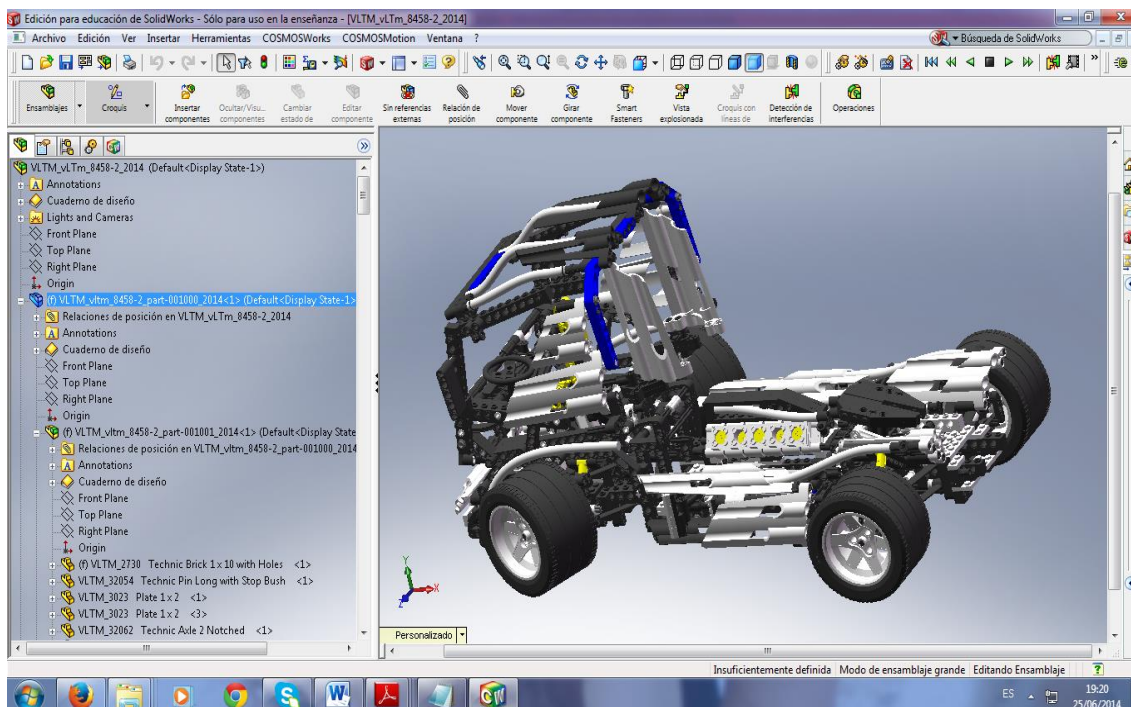 Edición para educación de SolidWorks - Sólo para uso en la enseñanza - [VLTM_vLTm_8458-2_2014]
Archivo Edición Ver Insertar Herramientas COSMOSWorks COSMOSMotion Ventana ?
Búsqueda de SolidWorks
Ensamblajes
Croquis
Insertar componentes
Ocultar/Visu... componentes
Cambiar estado de
Editar componente
Sin referencias externas
Relación de posición
Mover componente
Girar componente
Smart Fasteners
Vista explosionada
Croquis con líneas de
Detección de interferencias
Operaciones
VLTM_vLTm_8458-2_2014 (Default<Display State-1>)
Annotations
Cuaderno de diseño
Lights and Cameras
Front Plane
Top Plane
Right Plane
Origin
(f) VLTM_vltm_8458-2_part-001000_2014<1> (Default<Display State-1>
Relaciones de posición en VLTM_vLTm_8458-2_2014
Annotations
Cuaderno de diseño
Front Plane
Top Plane
Right Plane
Origin
(f) VLTM_vltm_8458-2_part-001001_2014<1> (Default<Display State
Relaciones de posición en VLTM_vltm_8458-2_part-001000_2014
Annotations
Cuaderno de diseño
Front Plane
Top Plane
Right Plane
Origin
(f) VLTM_2730 Technic Brick 1 x 10 with Holes <1>
VLTM_32054 Technic Pin Long with Stop Bush <1>
VLTM_3023 Plate 1 x 2 <1>
VLTM_3023 Plate 1 x 2 <3>
VLTM_32062 Technic Axle 2 Notched <1>
Y
X
Z
Personalizado
Insuficientemente definida Modo de ensamblaje grande Editando Ensamblaje
ES
19:20
25/06/2014